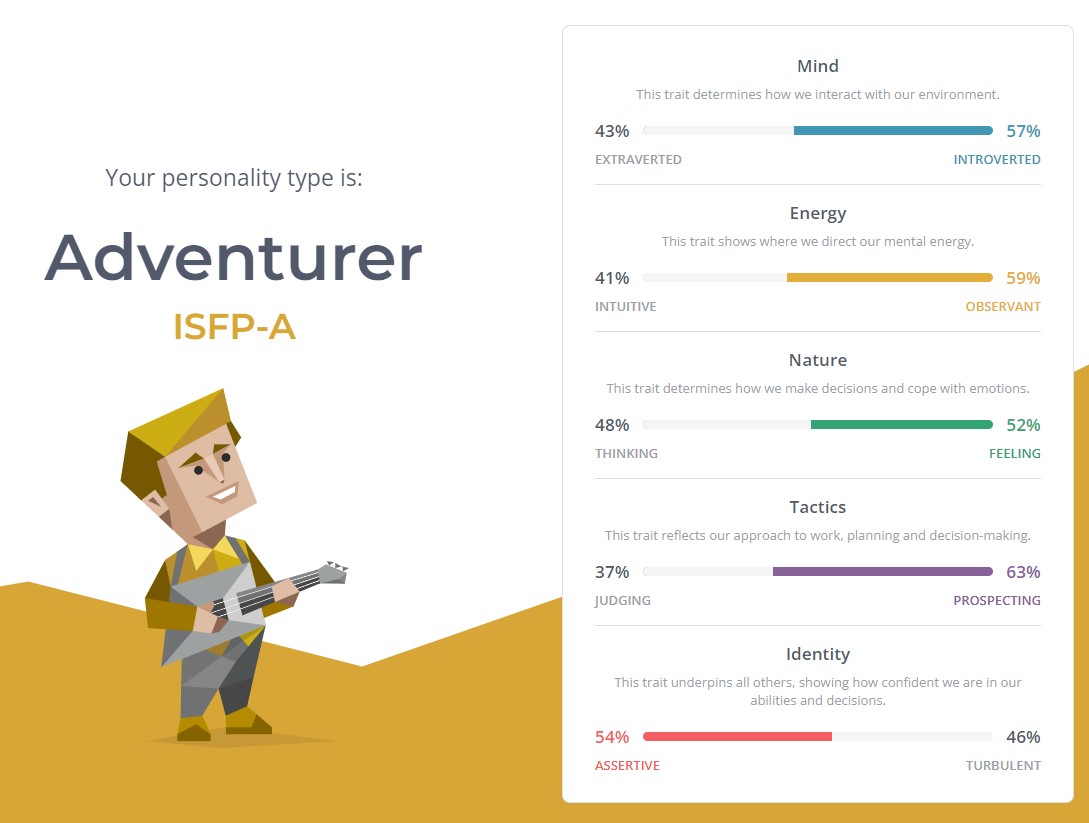 Your personality type is:
Adventurer
ISFP-A
Mind
This trait determines how we interact with our environment.
43% 57%
EXTRAVERTED INTROVERTED
Energy
This trait shows where we direct our mental energy.
41% 59%
INTUITIVE OBSERVANT
Nature
This trait determines how we make decisions and cope with emotions.
48% 52%
THINKING FEELING
Tactics
This trait reflects our approach to work, planning and decision-making.
37% 63%
JUDGING PROSPECTING
Identity
This trait underpins all others, showing how confident we are in our
abilities and decisions.
54% 46%
ASSERTIVE TURBULENT